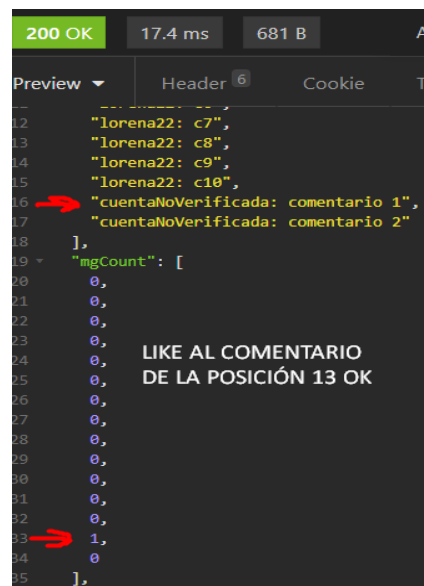 200 OK 17.4 ms 681 B A
Preview Header 6 Cookie T
12 "lorena22: c7",
13 "lorena22: c8",
14 "lorena22: c9",
15 "lorena22: c10",
16 "cuentaNoVerificada: comentario 1",
17 "cuentaNoVerificada: comentario 2"
18 ],
19 "mgCount": [
20 0,
21 0,
22 0,
23 0,
24 0, LIKE AL COMENTARIO
25 0, DE LA POSICIÓN 13 OK
26 0,
27 0,
28 0,
29 0,
30 0,
31 0,
32 0,
33 1,
34 0
35 ],